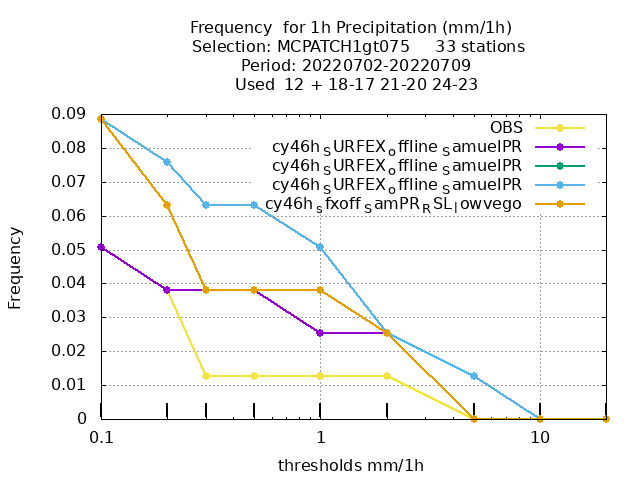 Frequency  for 1h Precipitation (mm/1h)
Selection: MCPATCH1gt075     33 stations
Period: 20220702-20220709
Used  12 + 18-17 21-20 24-23
0.09
0.08
0.07
0.06
0.05
0.04
0.03
0.02
0.01
0
Frequency
OBS
cy46h_SURFEX_offline_SamuelPR
cy46h_SURFEX_offline_SamuelPR
cy46h_SURFEX_offline_SamuelPR
cy46h_sfxoff_SamPR_RSL_lowvego
0.1 1 10
thresholds mm/1h